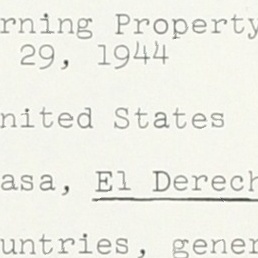 rning Property
29, 1944
nited States
asa, El Derech
untries, gener